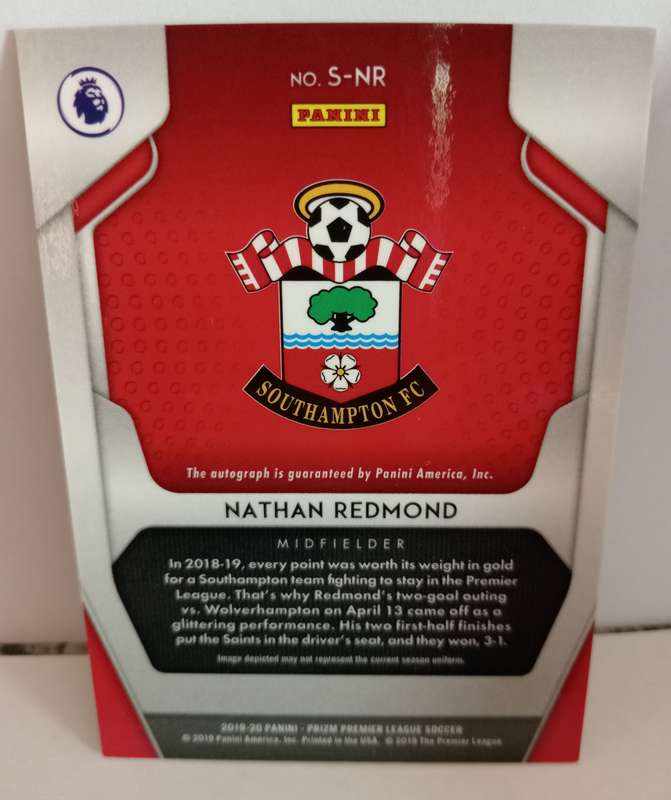 NO. S-NR
PANINI
SOUTHAMPTON FC
The autograph is guaranteed by Panini America, Inc.
NATHAN REDMOND
MIDFIELDER
In 2018-19, every point was worth its weight in gold
for a Southampton team fighting to stay in the Premier
League. That's why Redmond's two-goal outing
vs. Wolverhampton on April 13 came off as a
glittering performance. His two first-half finishes
put the Saints in the driver's seat, and they won, 3-1.
Image depicted may not represent the current season uniform.
2019-20 PANINI - PRIZM PREMIER LEAGUE SOCCER
© 2019 Panini America, Inc. Printed in the USA. © 2019 The Premier League